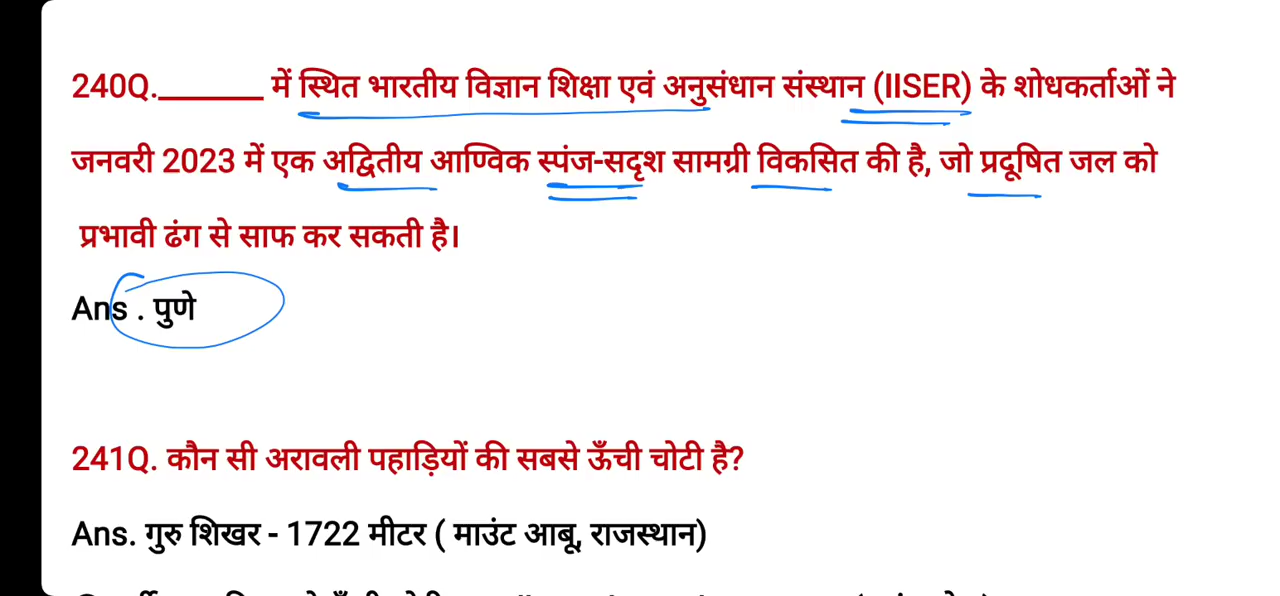 240Q.______ में स्थित भारतीय विज्ञान शिक्षा एवं अनुसंधान संस्थान (IISER) के शोधकर्ताओं ने
जनवरी 2023 में एक अद्वितीय आण्विक स्पंज-सदृश सामग्री विकसित की है, जो प्रदूषित जल को
प्रभावी ढंग से साफ कर सकती है।
Ans . पुणे
241Q. कौन सी अरावली पहाड़ियों की सबसे ऊँची चोटी है?
Ans. गुरु शिखर - 1722 मीटर ( माउंट आबू, राजस्थान)